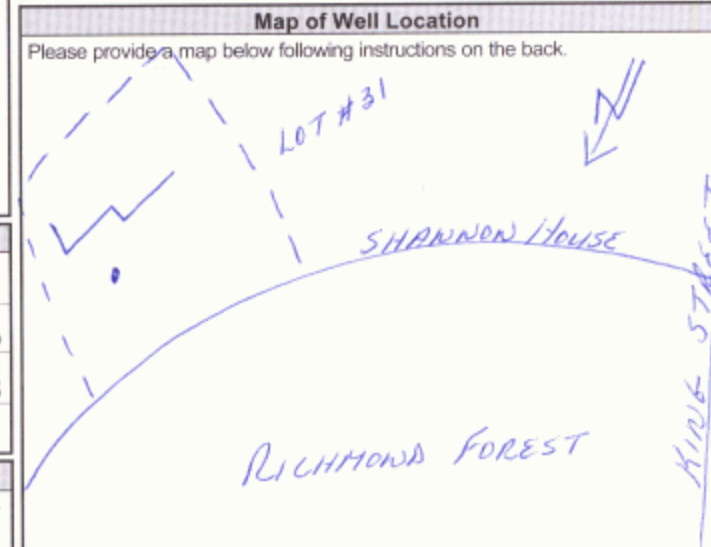 Map of Well Location
Please provide a map below following instructions on the back.
LOT #31
N
SHANNON HOUSE
KING STREET
RICHMOND FOREST